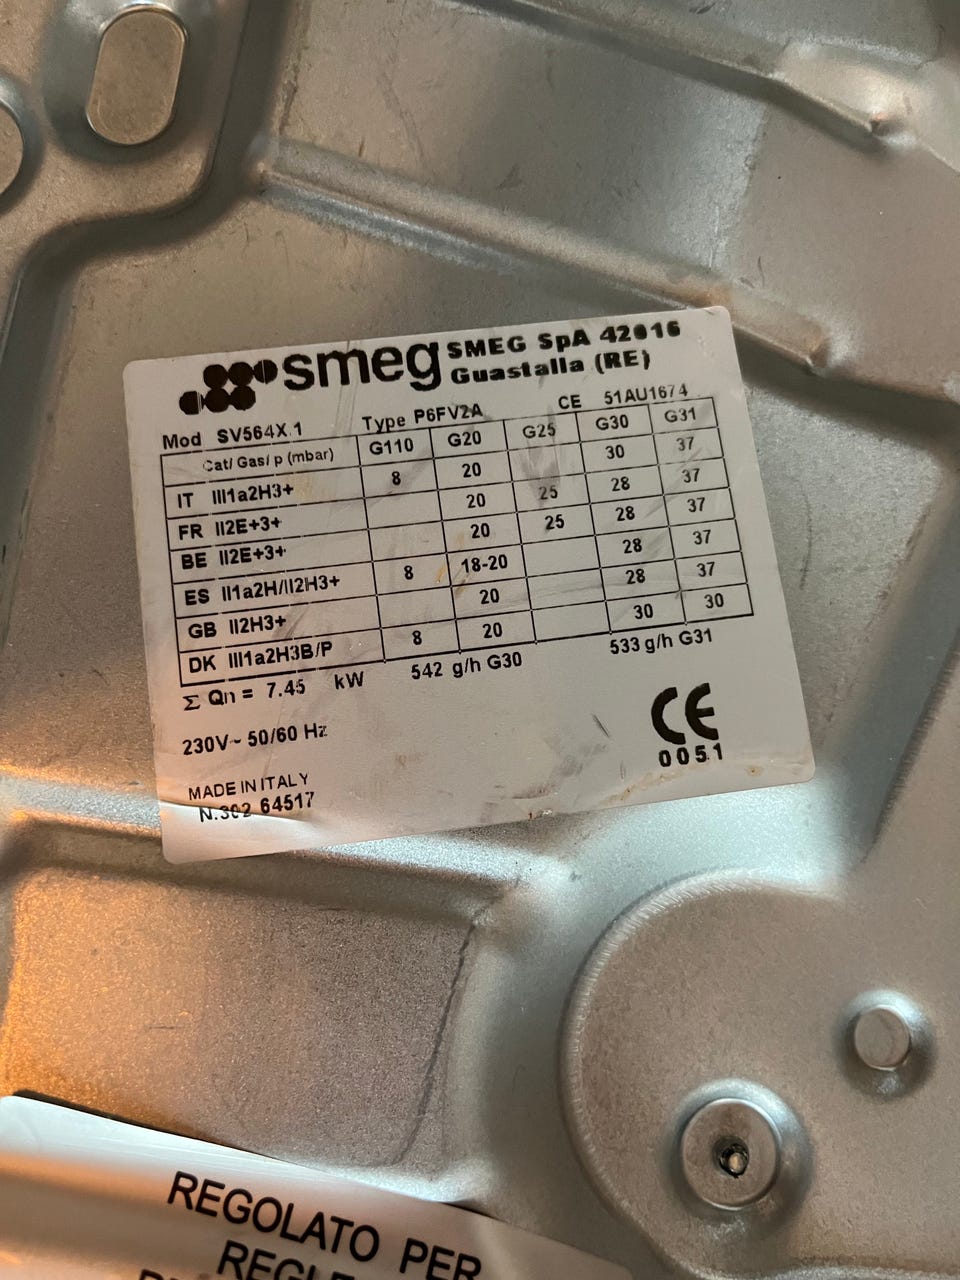 smeg SMEG SpA 42016
Guastalla (RE)
Mod SV564X.1 Type P6FV2A CE 51AU1674
Cat/ Gas/ p (mbar) G110 G20 G25 G30 G31
IT III1a2H3+ 8 20 30 37
FR II2E+3+ 20 25 28 37
BE II2E+3+ 20 25 28 37
ES II1a2H/II2H3+ 8 18-20 28 37
GB II2H3+ 20 28 37
DK III1a2H3B/P 8 20 30 30
Σ Qn = 7.45 kW 542 g/h G30 533 g/h G31
230V~ 50/60 Hz
CE
0051
MADE IN ITALY
N.302 64517
REGOLATO PER